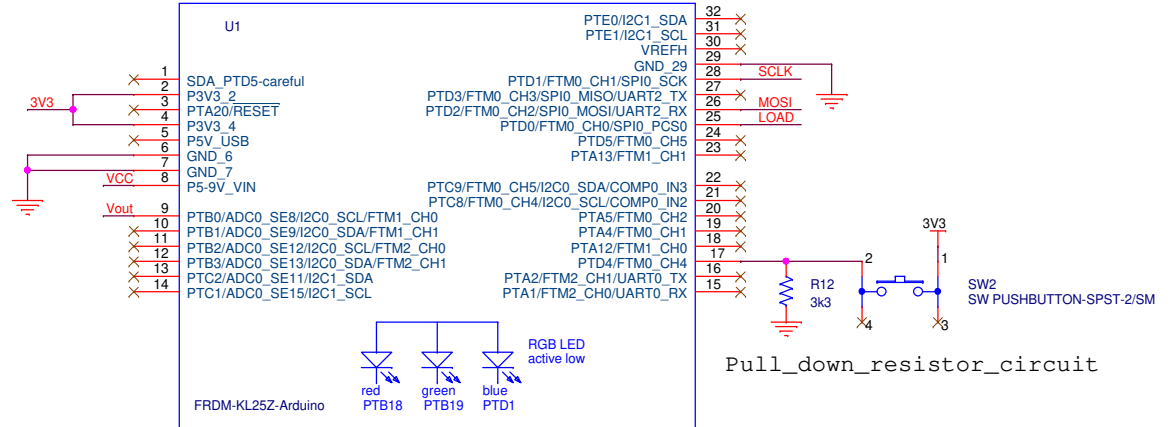 U1
1 SDA_PTD5-careful
2 P3V3_2
3V3
3 PTA20/RESET
4 P3V3_4
5 P5V_USB
6 GND_6
7 GND_7
VCC 8 P5-9V_VIN
Vout 9 PTB0/ADC0_SE8/I2C0_SCL/FTM1_CH0
10 PTB1/ADC0_SE9/I2C0_SDA/FTM1_CH1
11 PTB2/ADC0_SE12/I2C0_SCL/FTM2_CH0
12 PTB3/ADC0_SE13/I2C0_SDA/FTM2_CH1
13 PTC2/ADC0_SE11/I2C1_SDA
14 PTC1/ADC0_SE15/I2C1_SCL
PTE0/I2C1_SDA 32
PTE1/I2C1_SCL 31
VREFH 30
GND_29 29
PTD1/FTM0_CH1/SPI0_SCK 28 SCLK
PTD3/FTM0_CH3/SPI0_MISO/UART2_TX 27
PTD2/FTM0_CH2/SPI0_MOSI/UART2_RX 26 MOSI
PTD0/FTM0_CH0/SPI0_PCS0 25 LOAD
PTD5/FTM0_CH5 24
PTA13/FTM1_CH1 23
PTC9/FTM0_CH5/I2C0_SDA/COMP0_IN3 22
PTC8/FTM0_CH4/I2C0_SCL/COMP0_IN2 21
PTA5/FTM0_CH2 20
PTA4/FTM0_CH1 19
PTA12/FTM1_CH0 18
PTD4/FTM0_CH4 17
PTA2/FTM2_CH1/UART0_TX 16
PTA1/FTM2_CH0/UART0_RX 15
3V3
2 1
R12
3k3
SW2
SW PUSHBUTTON-SPST-2/SM
4 3
Pull_down_resistor_circuit
RGB LED
active low
red green blue
PTB18 PTB19 PTD1
FRDM-KL25Z-Arduino